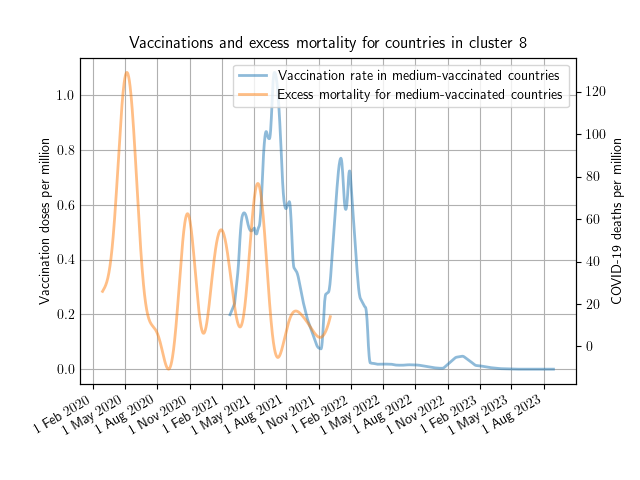 Vaccinations and excess mortality for countries in cluster 8
Vaccination rate in medium-vaccinated countries
Excess mortality for medium-vaccinated countries
Vaccination doses per million
1.0
0.8
0.6
0.4
0.2
0.0
COVID-19 deaths per million
120
100
80
60
40
20
0
1 Feb 2020
1 May 2020
1 Aug 2020
1 Nov 2020
1 Feb 2021
1 May 2021
1 Aug 2021
1 Nov 2021
1 Feb 2022
1 May 2022
1 Aug 2022
1 Nov 2022
1 Feb 2023
1 May 2023
1 Aug 2023